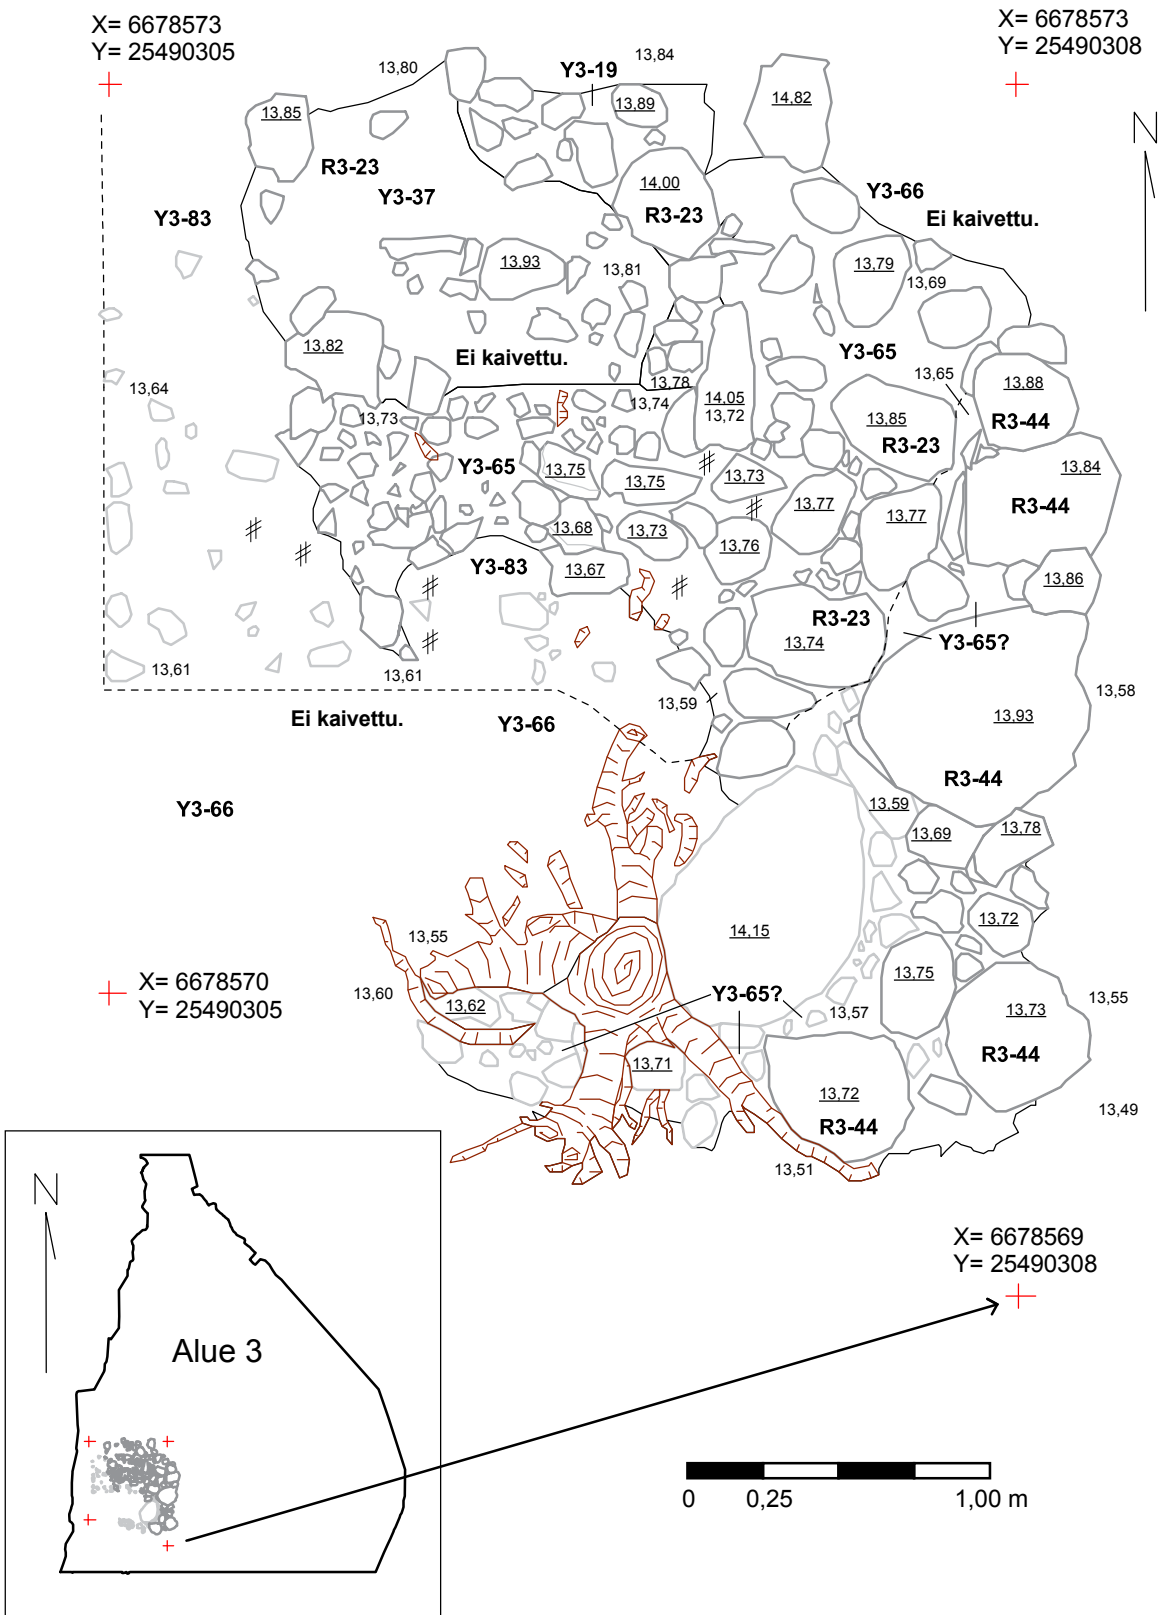 X= 6678573
Y= 25490305
X= 6678573
Y= 25490308
13,80
Y3-19
13,84
13,85
13,89
14,82
N
R3-23
Y3-37
14,00
R3-23
Y3-66
Ei kaivettu.
Y3-83
13,93
13,81
13,79
13,69
13,82
Ei kaivettu.
Y3-65
13,64
13,78
13,74
13,65
13,88
13,73
14,05
13,72
13,85
R3-23
R3-44
Y3-65
13,75
13,75
13,73
13,84
R3-44
13,77
13,77
13,68
13,73
13,76
Y3-83
13,67
13,86
R3-23
13,74
Y3-65?
13,61
13,61
13,59
13,58
Ei kaivettu.
Y3-66
13,93
R3-44
Y3-66
13,59
13,69
13,78
13,72
13,55
14,15
13,75
X= 6678570
Y= 25490305
13,60
13,62
Y3-65?
13,57
13,73
13,55
R3-44
13,71
13,72
R3-44
13,49
13,51
N
Alue 3
X= 6678569
Y= 25490308
0 0,25 1,00 m